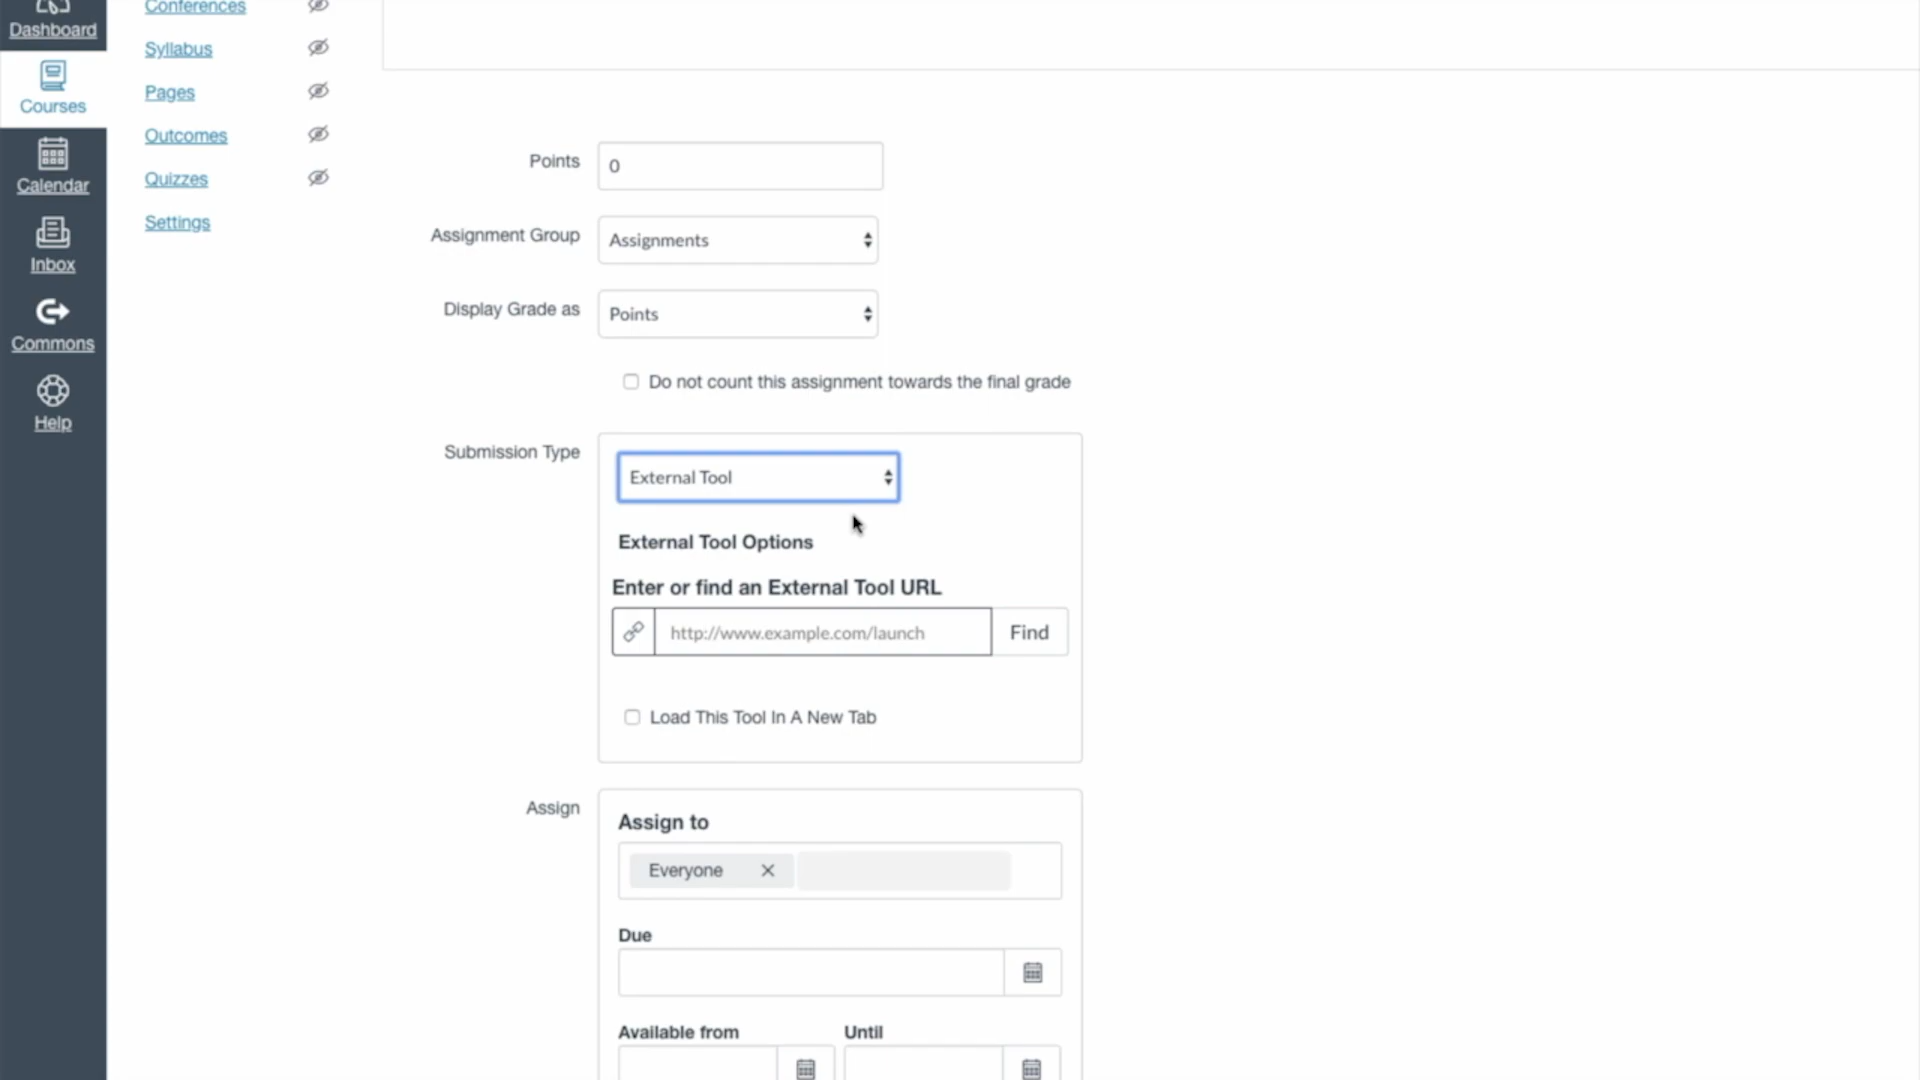 Dashboard
Courses
Calendar
Inbox
Commons
Help
Conferences
Syllabus
Pages
Outcomes
Quizzes
Settings
Points 0
Assignment Group Assignments
Display Grade as Points
Do not count this assignment towards the final grade
Submission Type External Tool
External Tool Options
Enter or find an External Tool URL
http://www.example.com/launch Find
Load This Tool In A New Tab
Assign
Assign to
Everyone
Due
Available from Until